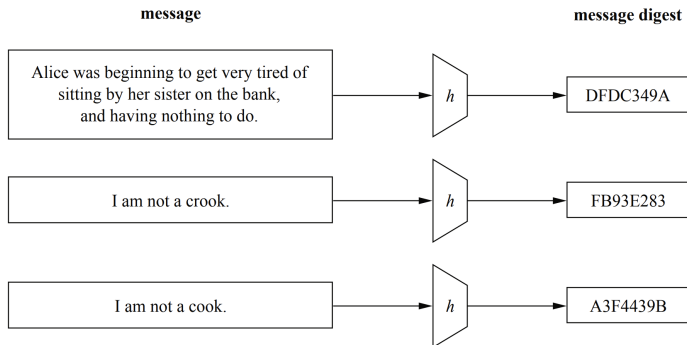 message
message digest
Alice was beginning to get very tired of
sitting by her sister on the bank,
and having nothing to do.
h
DFDC349A
I am not a crook.
h
FB93E283
I am not a cook.
h
A3F4439B